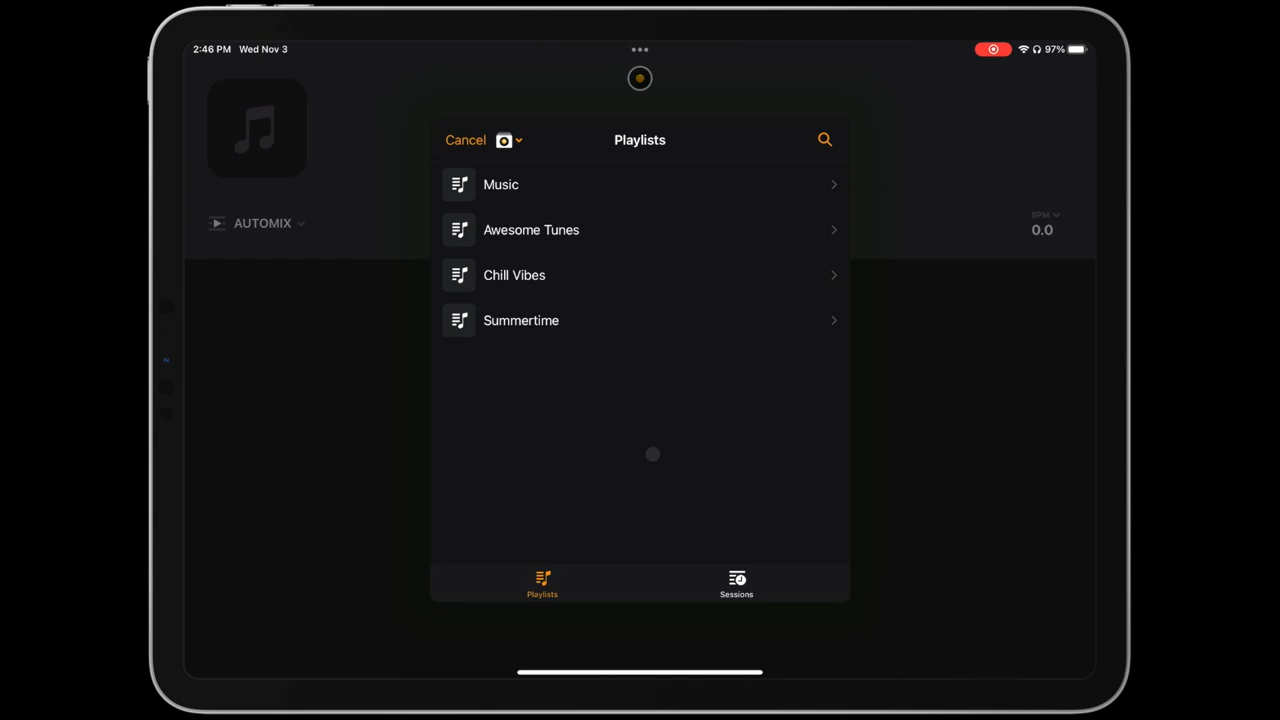 2:46 PM Wed Nov 3
97%
Cancel
Playlists
Music
Awesome Tunes
AUTOMIX
BPM
0.0
Chill Vibes
Summertime
Playlists
Sessions